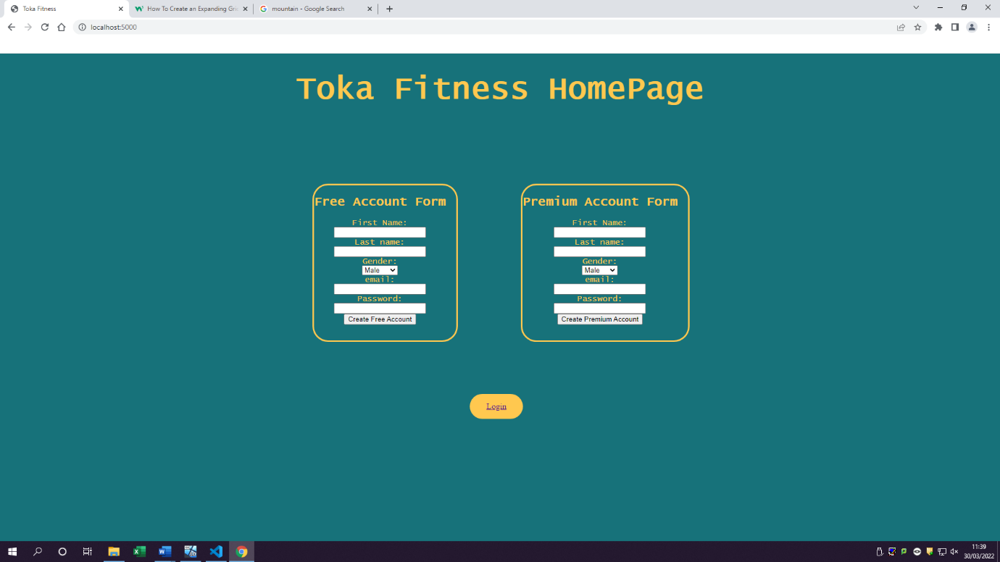 Toka Fitness
How To Create an Expanding Gri
mountain - Google Search
localhost:5000
Toka Fitness HomePage
Free Account Form
First Name:
Last name:
Gender:
Male
email:
Password:
Create Free Account
Premium Account Form
First Name:
Last name:
Gender:
Male
email:
Password:
Create Premium Account
Login
11:39
30/03/2022